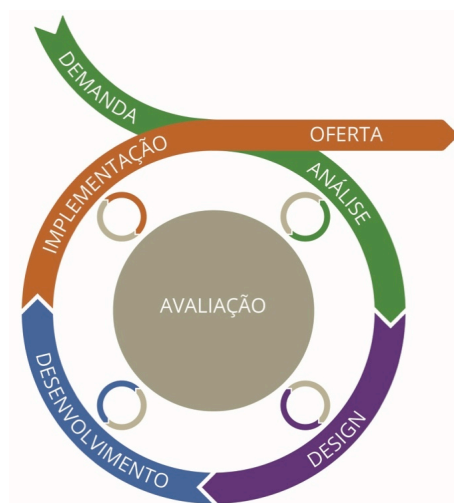 DEMANDA
OFERTA
IMPLEMENTAÇÃO
ANÁLISE
AVALIAÇÃO
DESENVOLVIMENTO
DESIGN